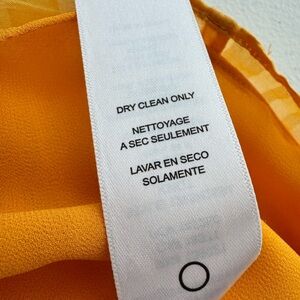 DRY CLEAN ONLY
NETTOYAGE
A SEC SEULEMENT
LAVAR EN SECO
SOLAMENTE